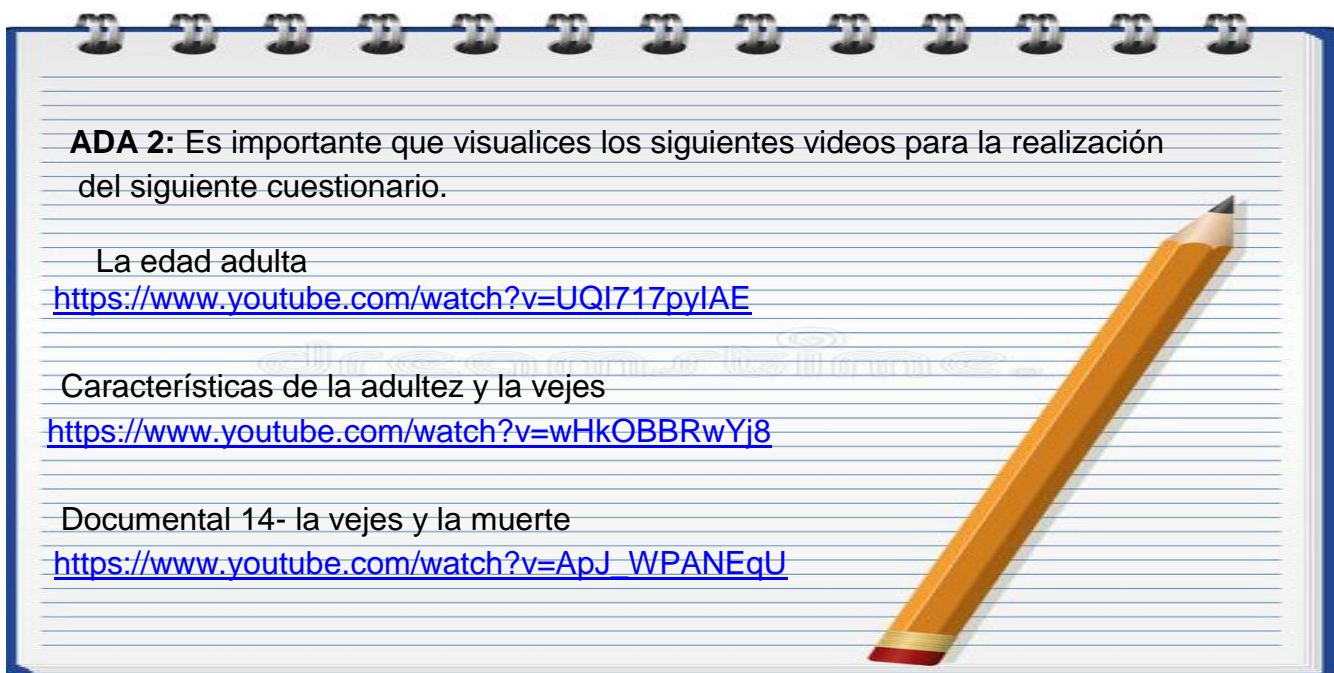 ADA 2: Es importante que visualices los siguientes videos para la realización
del siguiente cuestionario.
La edad adulta
https://www.youtube.com/watch?v=UQI717pyIAE
dreamstime
Características de la adultez y la vejes
https://www.youtube.com/watch?v=wHkOBBRwYj8
Documental 14- la vejes y la muerte
https://www.youtube.com/watch?v=ApJ_WPANEqU